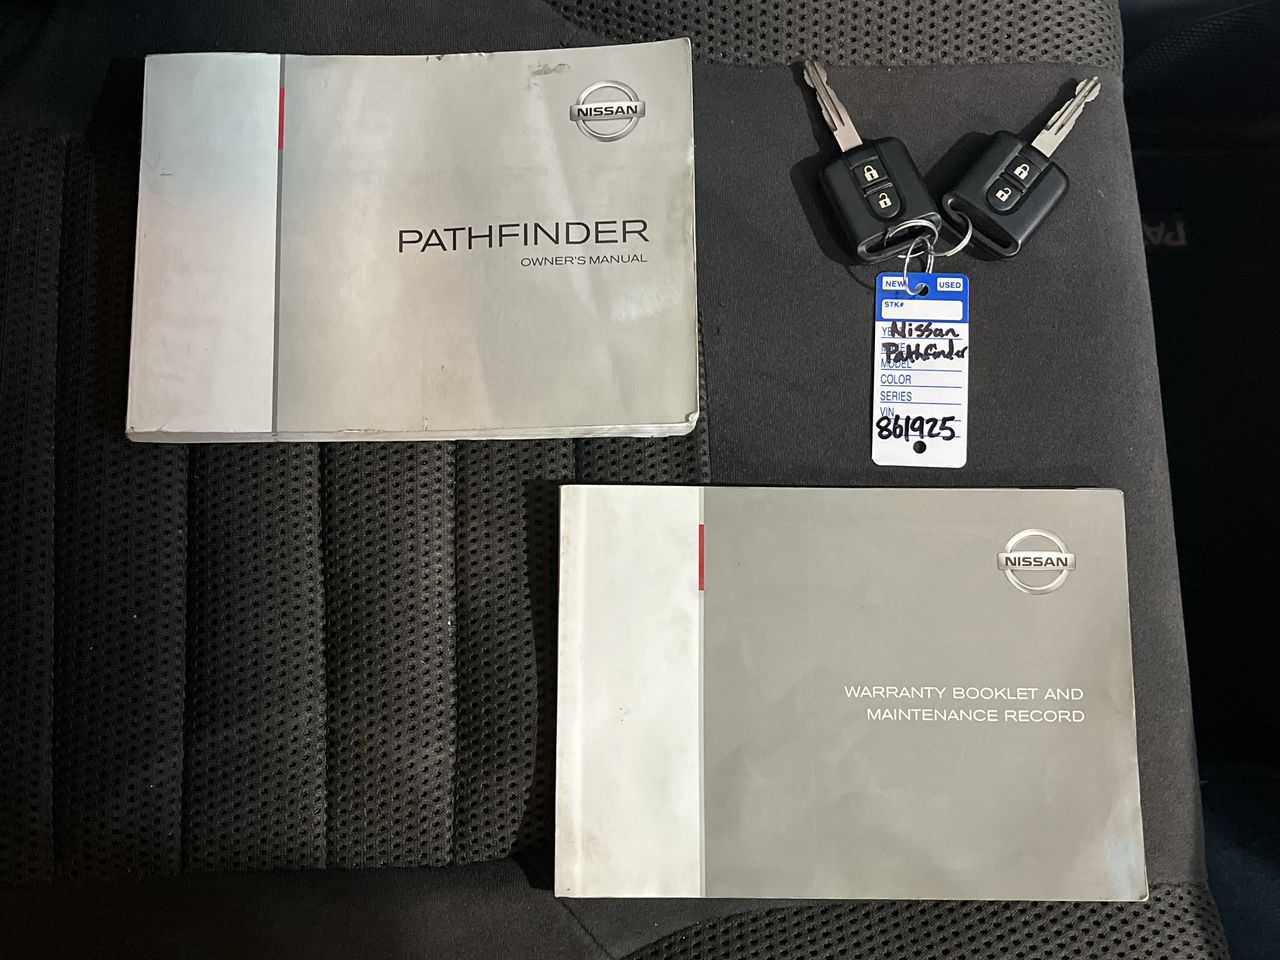 NISSAN
PATHFINDER
OWNER'S MANUAL
NEW USED
STK#
Nissan
Pathfinder
MODEL
COLOR
SERIES
VIN
861925
NISSAN
WARRANTY BOOKLET AND
MAINTENANCE RECORD